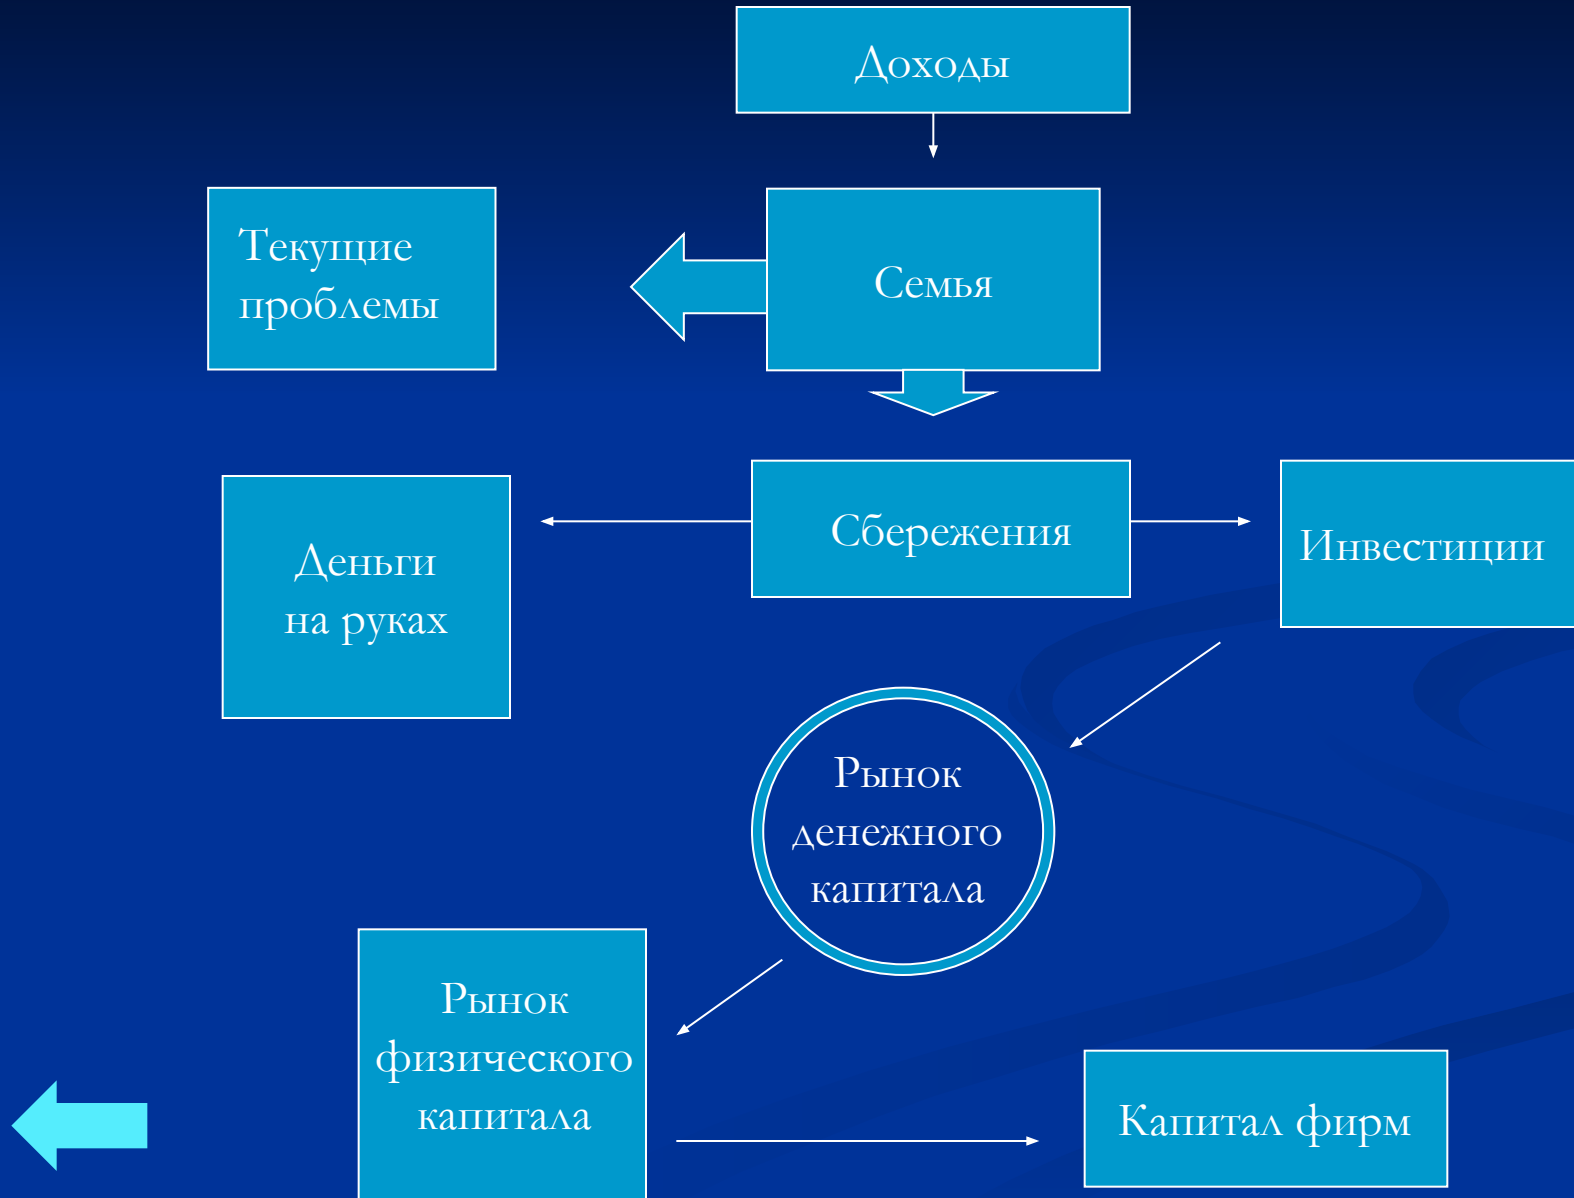 Доходы
Текущие
проблемы
Семья
Деньги
на руках
Сбережения
Инвестиции
Рынок
денежного
капитала
Рынок
физического
капитала
Капитал фирм